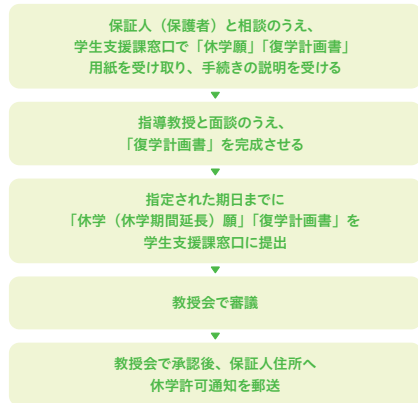 保証人（保護者）と相談のうえ、
学生支援課窓口で「休学願」「復学計画書」
用紙を受け取り、手続きの説明を受ける
指導教授と面談のうえ、
「復学計画書」を完成させる
指定された期日までに
「休学（休学期間延長）願」「復学計画書」を
学生支援課窓口に提出
教授会で審議
教授会で承認後、保証人住所へ
休学許可通知を郵送